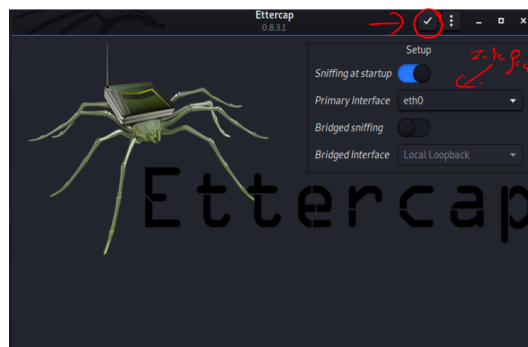 Ettercap
0.8.3.1
Setup
Sniffing at startup
Primary Interface eth0
Bridged sniffing
Bridged Interface Local Loopback
Ettercap